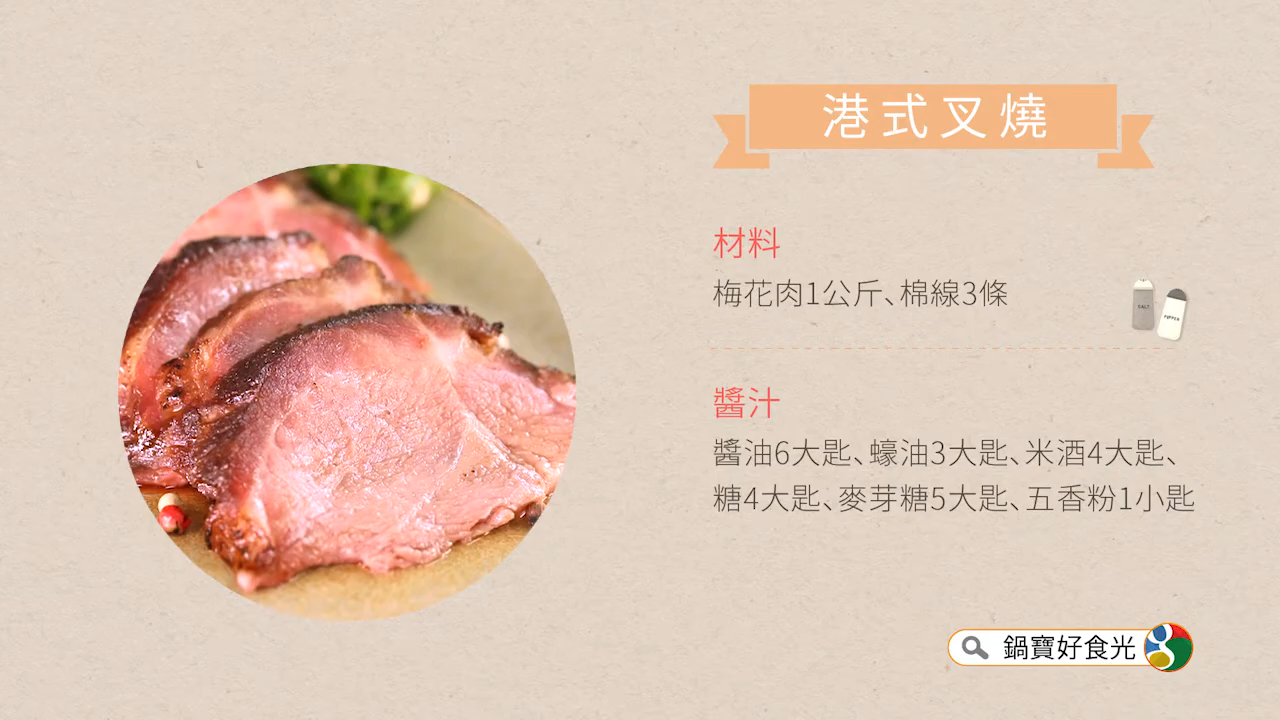 港式叉燒
材料
梅花肉1公斤、棉線3條
SALT
PEPPER
醬汁
醬油6大匙、蠔油3大匙、米酒4大匙、
糖4大匙、麥芽糖5大匙、五香粉1小匙
鍋寶好食光